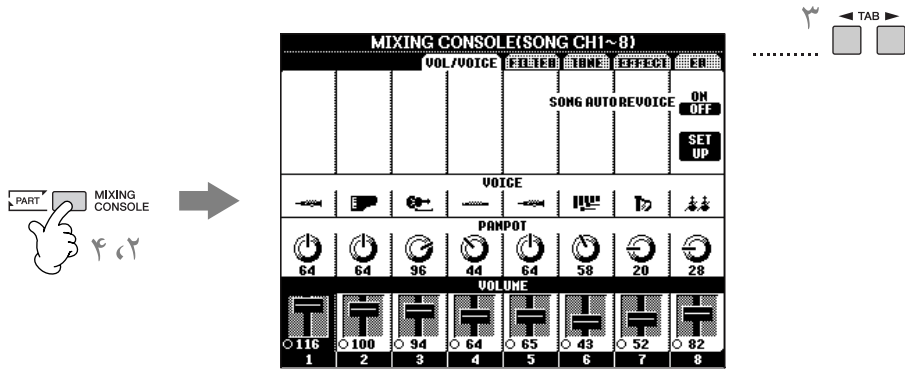 ۳
◄ TAB ►
MIXING CONSOLE(SONG CH1~8)
VOL/VOICE FILTER TUNE EFFECT EQ
SONG AUTO REVOICE ON
OFF
SET
UP
VOICE
PART
MIXING
CONSOLE
۲، ۴
PANPOT
64 64 96 44 64 58 20 28
VOLUME
116 100 94 64 65 43 52 82
1 2 3 4 5 6 7 8